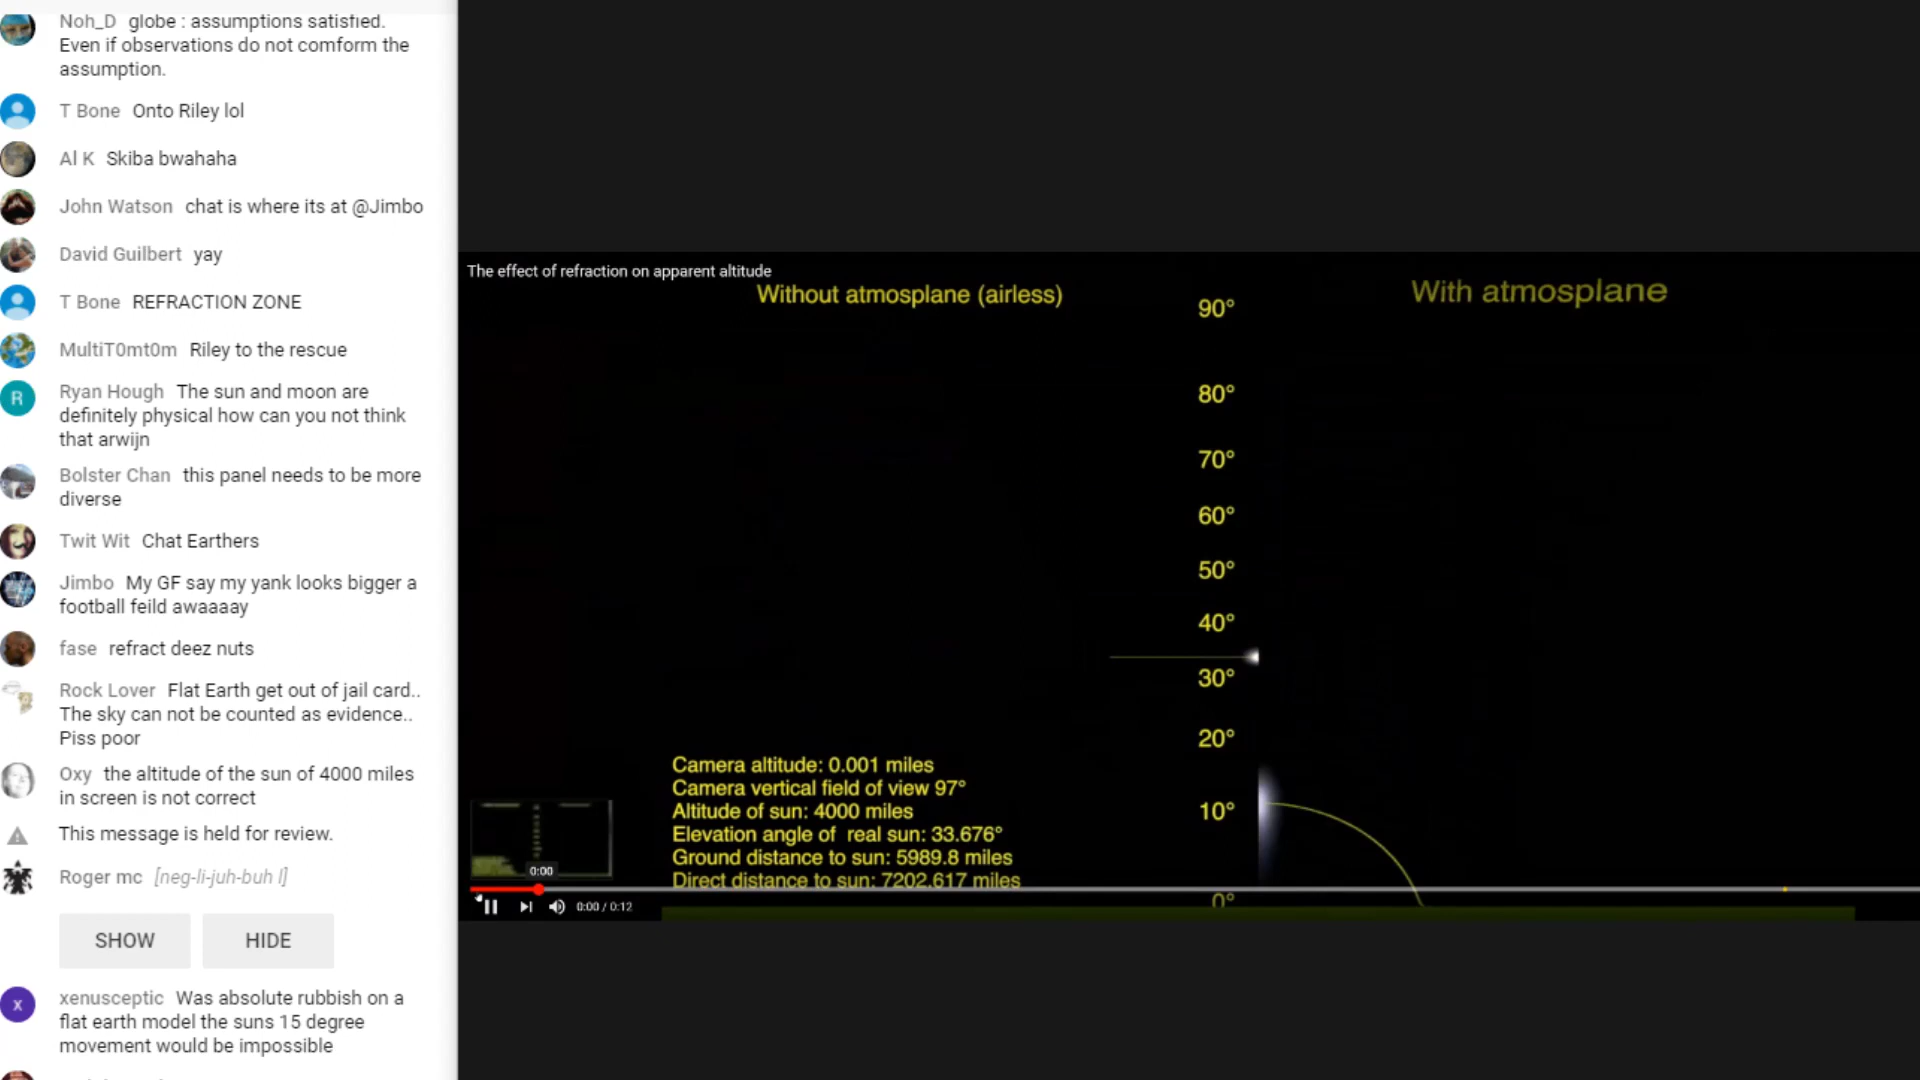 Noh_D globe : assumptions satisfied.
Even if observations do not comform the
assumption.
T Bone Onto Riley lol
Al K Skiba bwahaha
John Watson chat is where its at @Jimbo
David Guilbert yay
T Bone REFRACTION ZONE
MultiT0mt0m Riley to the rescue
R
Ryan Hough The sun and moon are
definitely physical how can you not think
that arwijn
Bolster Chan this panel needs to be more
diverse
Twit Wit Chat Earthers
Jimbo My GF say my yank looks bigger a
football feild awaaaay
fase refract deez nuts
Rock Lover Flat Earth get out of jail card..
The sky can not be counted as evidence..
Piss poor
Oxy the altitude of the sun of 4000 miles
in screen is not correct
This message is held for review.
Roger mc [neg-li-juh-buh l]
SHOW HIDE
x
xenusceptic Was absolute rubbish on a
flat earth model the suns 15 degree
movement would be impossible
The effect of refraction on apparent altitude
Without atmosplane (airless)
With atmosplane
90°
80°
70°
60°
50°
40°
30°
20°
10°
0°
Camera altitude: 0.001 miles
Camera vertical field of view 97°
Altitude of sun: 4000 miles
Elevation angle of real sun: 33.676°
Ground distance to sun: 5989.8 miles
Direct distance to sun: 7202.617 miles
0:00
0:00 / 0:12